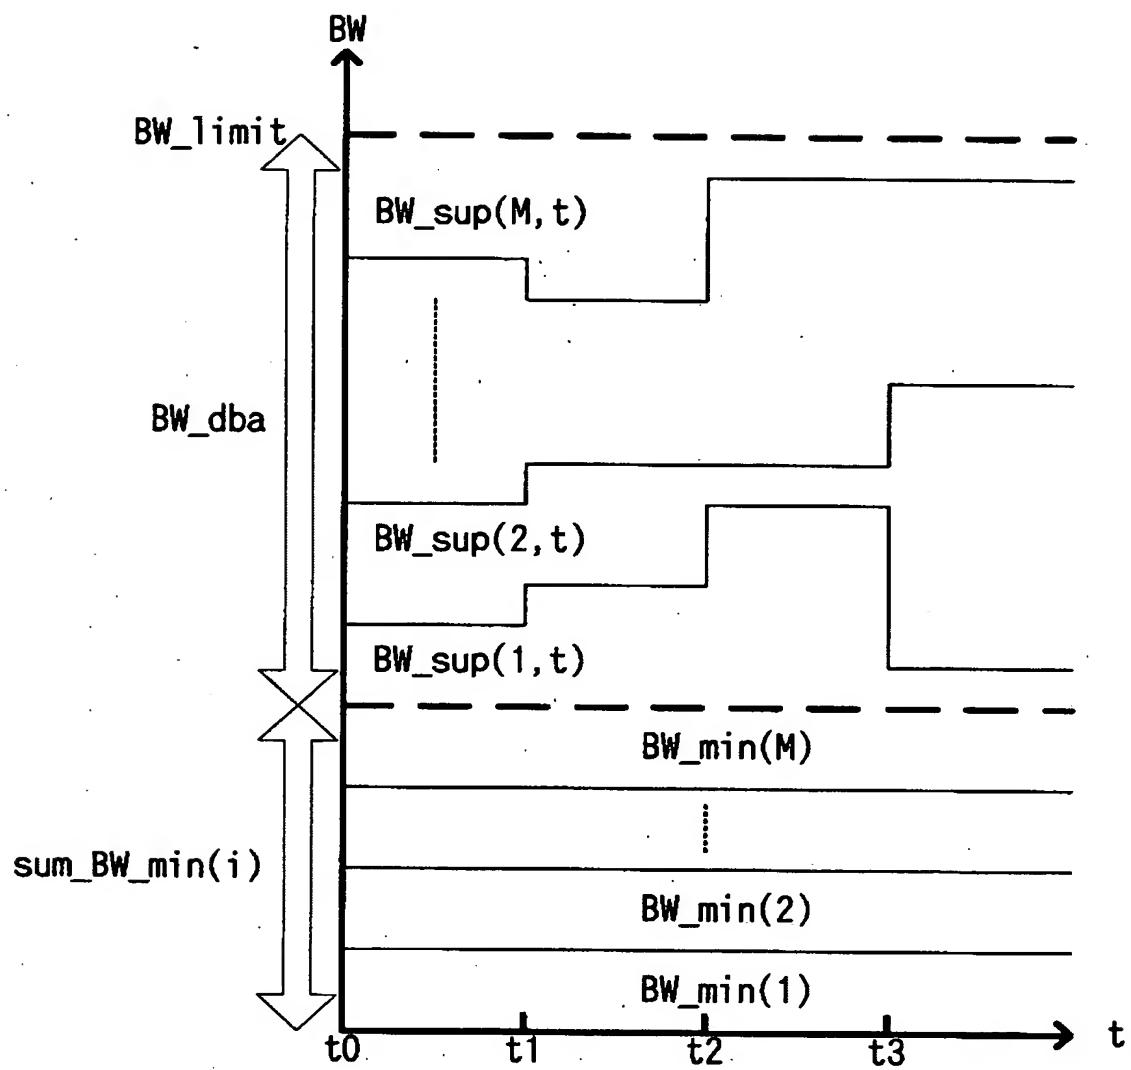 BW
BW_limit
BW_sup(M,t)
BW_dba
BW_sup(2,t)
BW_sup(1,t)
BW_min(M)
sum_BW_min(i)
BW_min(2)
BW_min(1)
t0 t1 t2 t3 t